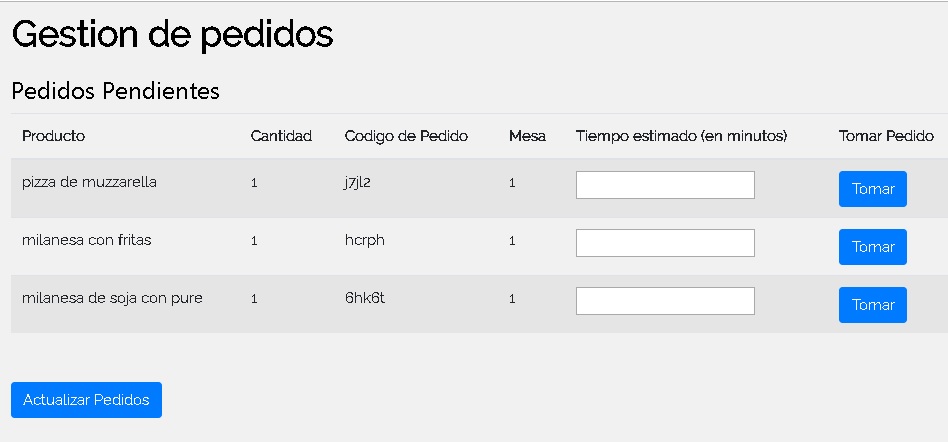 Gestion de pedidos
Pedidos Pendientes
Producto Cantidad Codigo de Pedido Mesa Tiempo estimado (en minutos) Tomar Pedido
pizza de muzzarella 1 j7jl2 1 Tomar
milanesa con fritas 1 hcrph 1 Tomar
milanesa de soja con pure 1 6hk6t 1 Tomar
Actualizar Pedidos